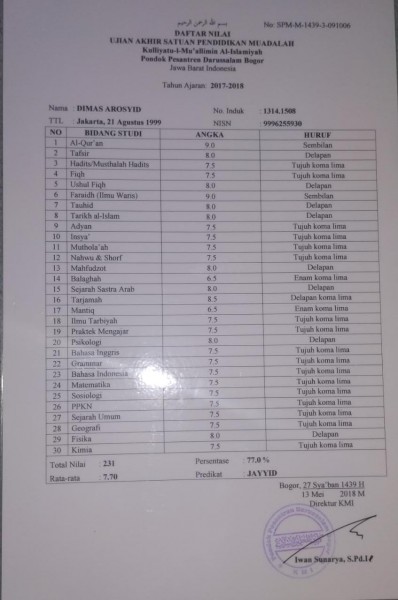 بسم الله الرحمن الرحيم
No: SPM-M-1439-3-091006
DAFTAR NILAI
UJIAN AKHIR SATUAN PENDIDIKAN MUADALAH
Kulliyatu-l-Mu'allimin Al-Islamiyah
Pondok Pesantren Darussalam Bogor
Jawa Barat Indonesia
Tahun Ajaran: 2017-2018
Nama : DIMAS AROSYID No. Induk : 1314.1508
TTL : Jakarta, 21 Agustus 1999 NISN : 9996255930
NO BIDANG STUDI ANGKA HURUF
1 Al-Qur'an 9.0 Sembilan
2 Tafsir 8.0 Delapan
3 Hadits/Musthalah Hadits 7.5 Tujuh koma lima
4 Fiqh 7.5 Tujuh koma lima
5 Ushul Fiqh 8.0 Delapan
6 Faraidh (Ilmu Waris) 9.0 Sembilan
7 Tauhid 8.0 Delapan
8 Tarikh al-Islam 8.0 Delapan
9 Adyan 7.5 Tujuh koma lima
10 Insya' 7.5 Tujuh koma lima
11 Muthola'ah 7.5 Tujuh koma lima
12 Nahwu & Shorf 7.5 Tujuh koma lima
13 Mahfudzot 8.0 Delapan
14 Balaghah 6.5 Enam koma lima
15 Sejarah Sastra Arab 8.0 Delapan
16 Tarjamah 8.5 Delapan koma lima
17 Mantiq 6.5 Enam koma lima
18 Ilmu Tarbiyah 7.5 Tujuh koma lima
19 Praktek Mengajar 7.5 Tujuh koma lima
20 Psikologi 8.0 Delapan
21 Bahasa Inggris 7.5 Tujuh koma lima
22 Grammar 7.5 Tujuh koma lima
23 Bahasa Indonesia 7.5 Tujuh koma lima
24 Matematika 7.5 Tujuh koma lima
25 Sosiologi 7.5 Tujuh koma lima
26 PPKN 7.5 Tujuh koma lima
27 Sejarah Umum 7.5 Tujuh koma lima
28 Geografi 7.5 Tujuh koma lima
29 Fisika 8.0 Delapan
30 Kimia 7.5 Tujuh koma lima
Total Nilai : 231 Persentase : 77.0 %
Rata-rata : 7.70 Predikat : JAYYID
Bogor, 27 Sya'ban 1439 H
13 Mei 2018 M
Direktur KMI
Iwan Sunarya, S.Pd.I